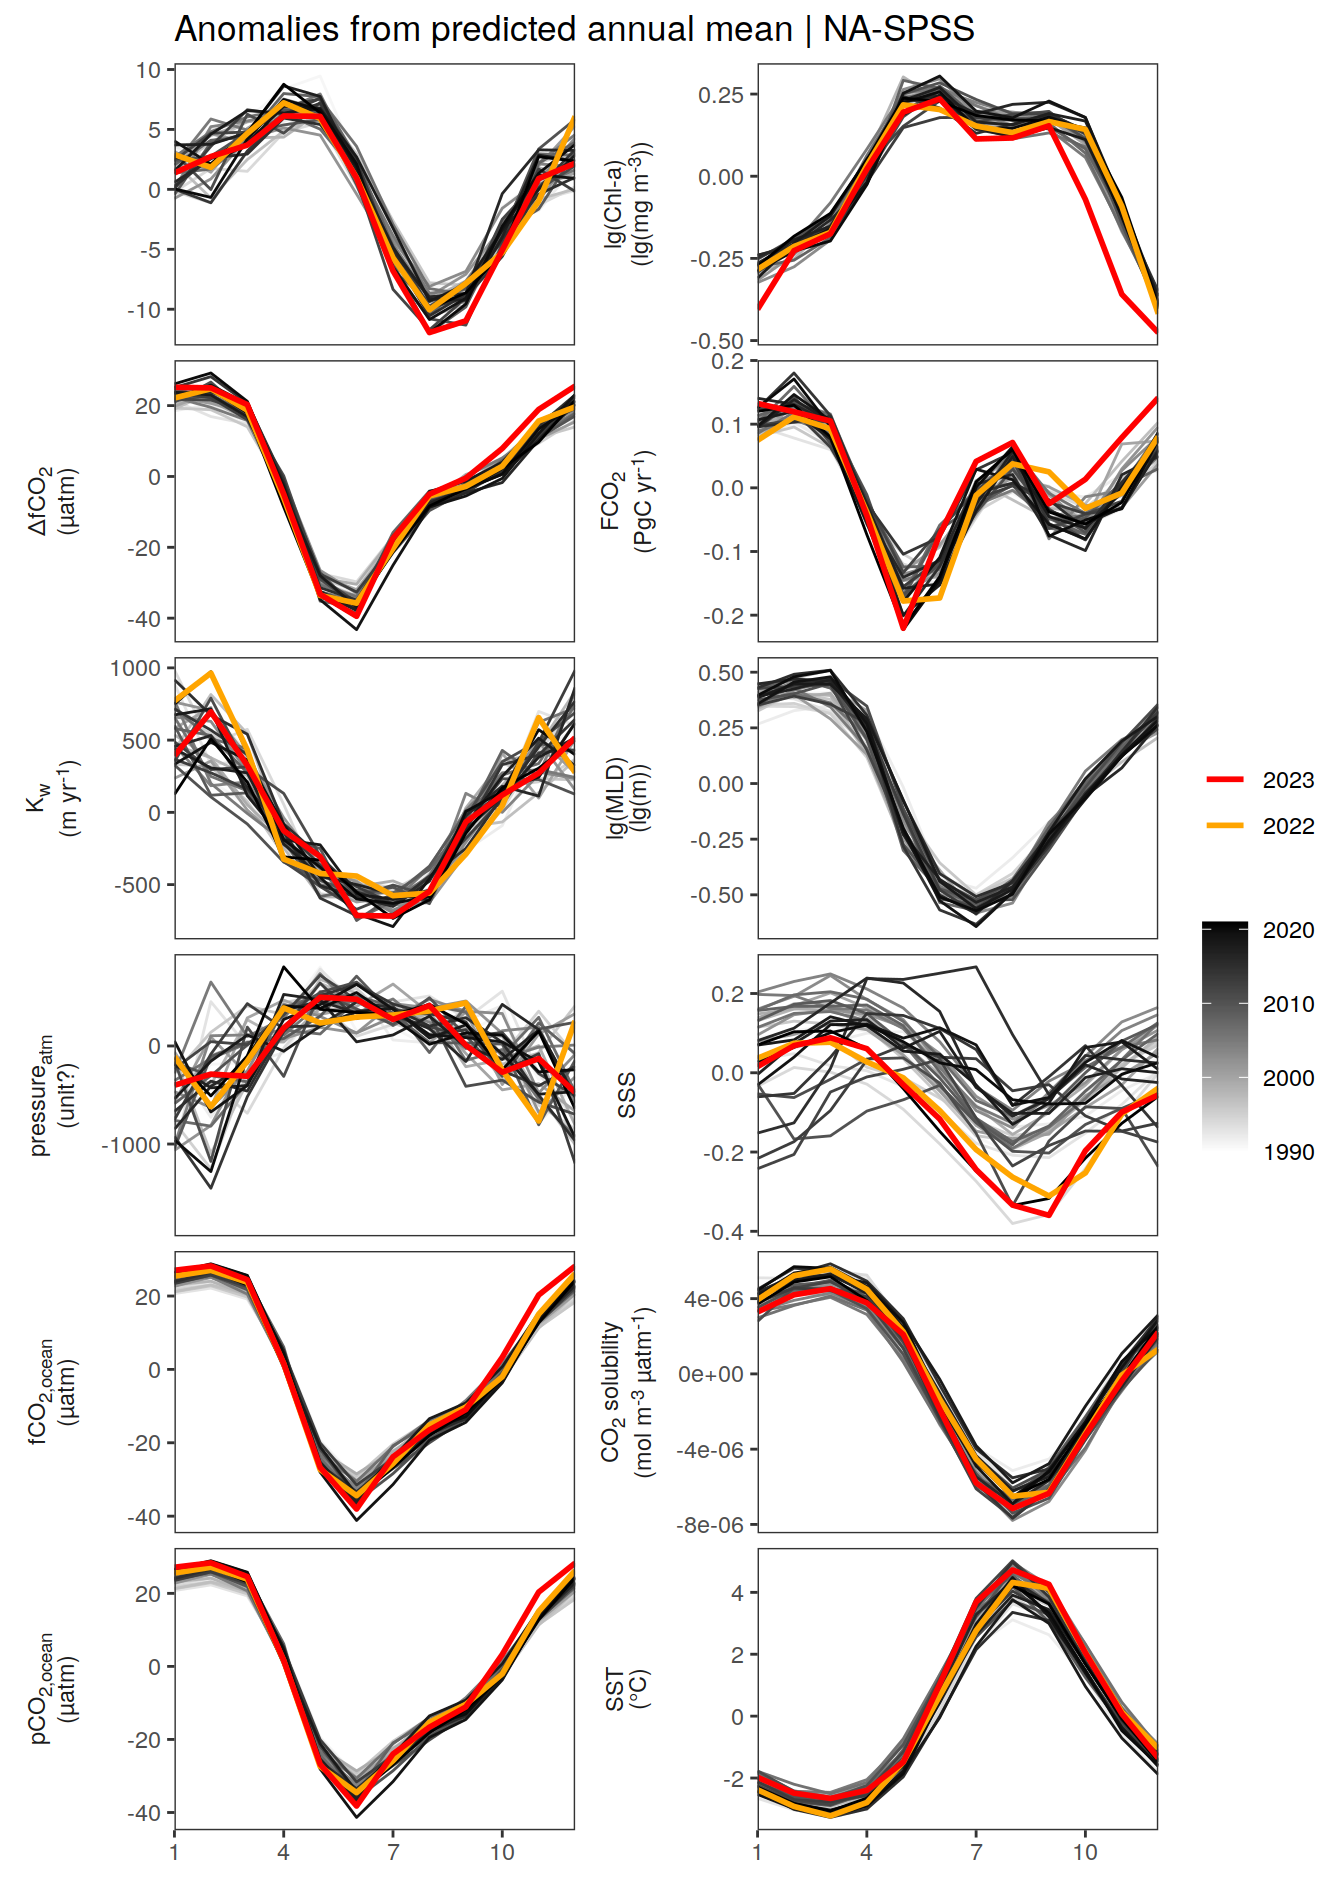 Anomalies from predicted annual mean | NA-SPSS
10
5
0
-5
-10
lg(Chl-a)
(lg(mg m-3))
0.25
0.00
-0.25
-0.50
ΔfCO2
(µatm)
20
0
-20
-40
FCO2
(PgC yr-1)
0.2
0.1
0.0
-0.1
-0.2
Kw
(m yr-1)
1000
500
0
-500
lg(MLD)
(lg(m))
0.50
0.25
0.00
-0.25
-0.50
pressureatm
(unit?)
0
-1000
SSS
0.2
0.0
-0.2
-0.4
fCO2,ocean
(µatm)
20
0
-20
-40
CO2 solubility
(mol m-3 µatm-1)
4e-06
0e+00
-4e-06
-8e-06
pCO2,ocean
(µatm)
20
0
-20
-40
SST
(°C)
4
2
0
-2
1 4 7 10
1 4 7 10
2023
2022
2020
2010
2000
1990